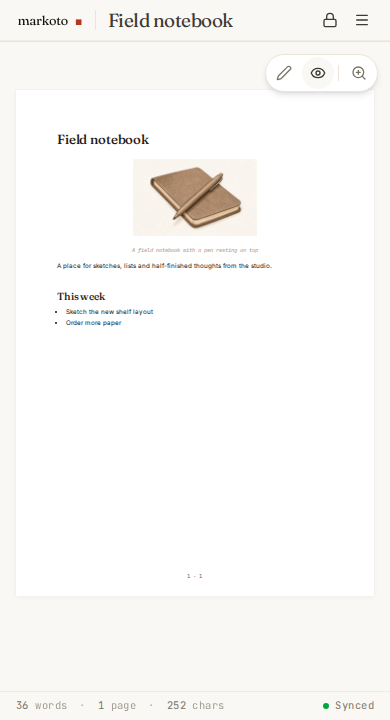 markoto
Field notebook
Field notebook
A field notebook with a pen resting on top
A place for sketches, lists and half-finished thoughts from the studio.
This week
• Sketch the new shelf layout
• Order more paper
1 - 1
36 words · 1 page · 252 chars
Synced